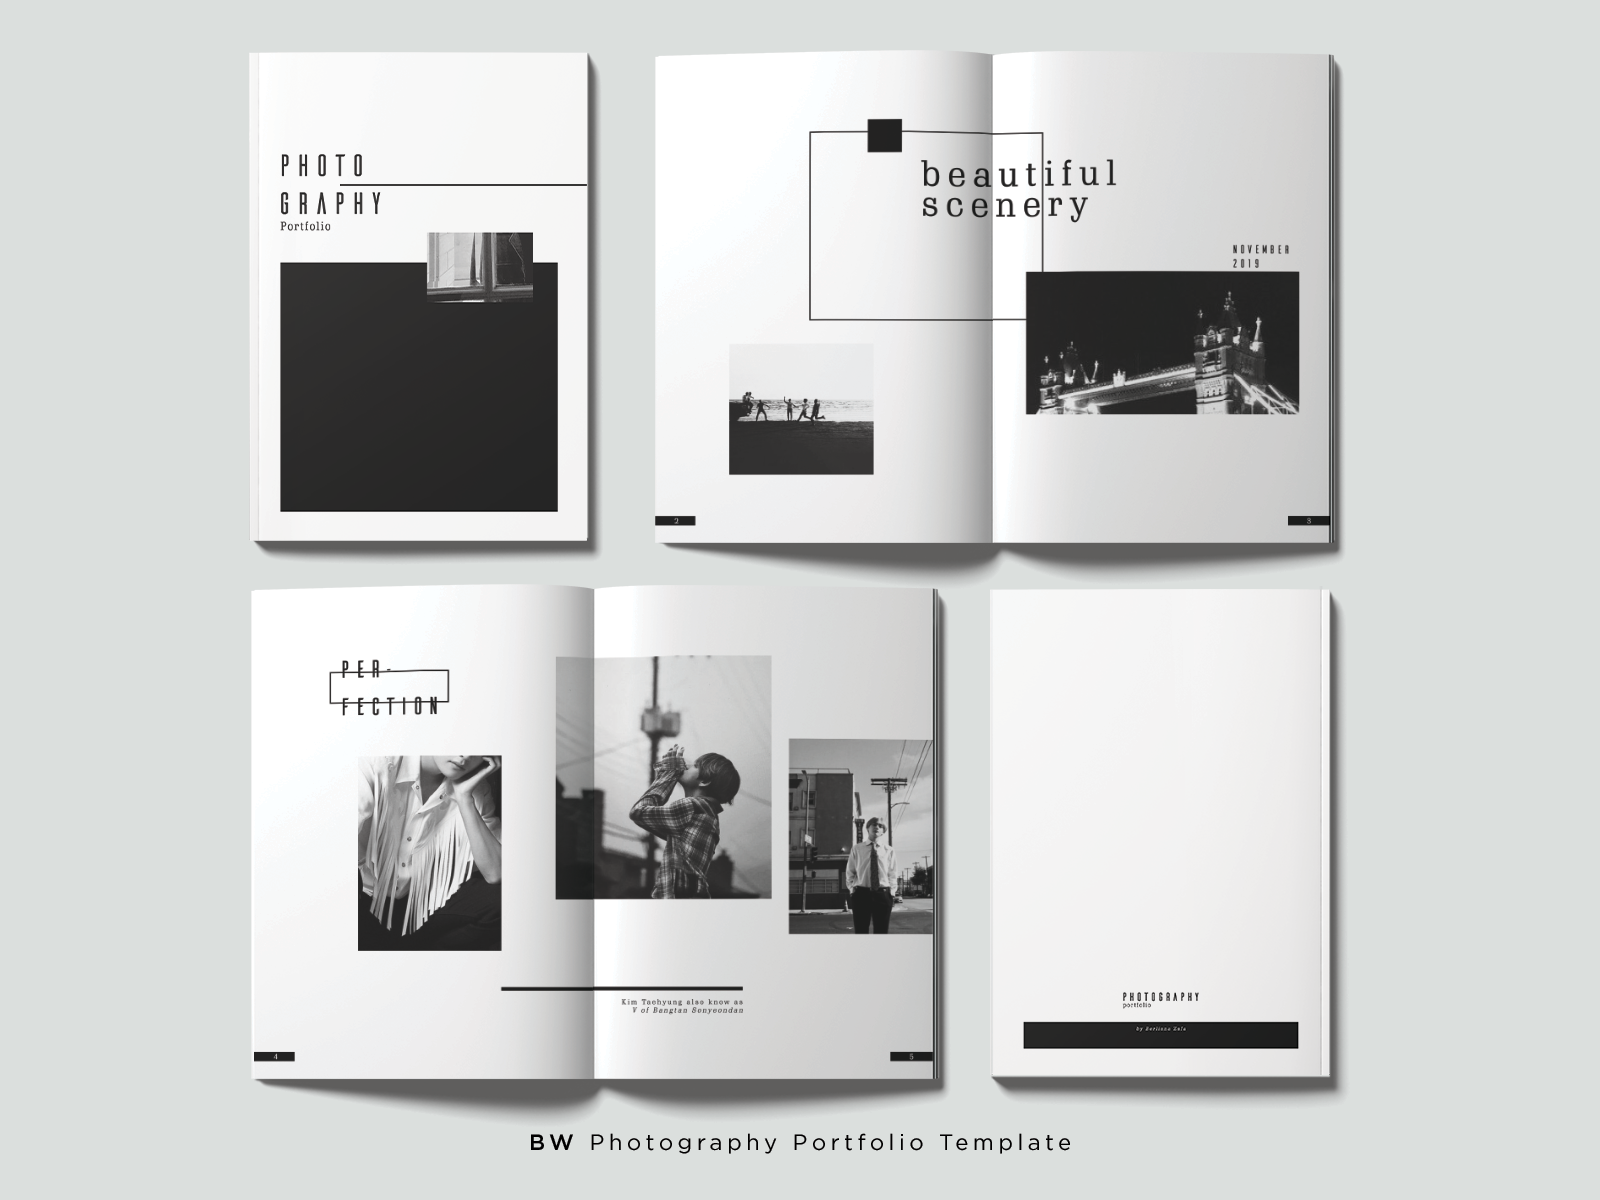 PHOTO
GRAPHY
Portfolio
beautiful
scenery
NOVEMBER
2019
2
3
PER-
FECTION
Kim Taehyung also know as
V of Bangtan Sonyeondan
4
5
PHOTOGRAPHY
portfolio
by
BW Photography Portfolio Template